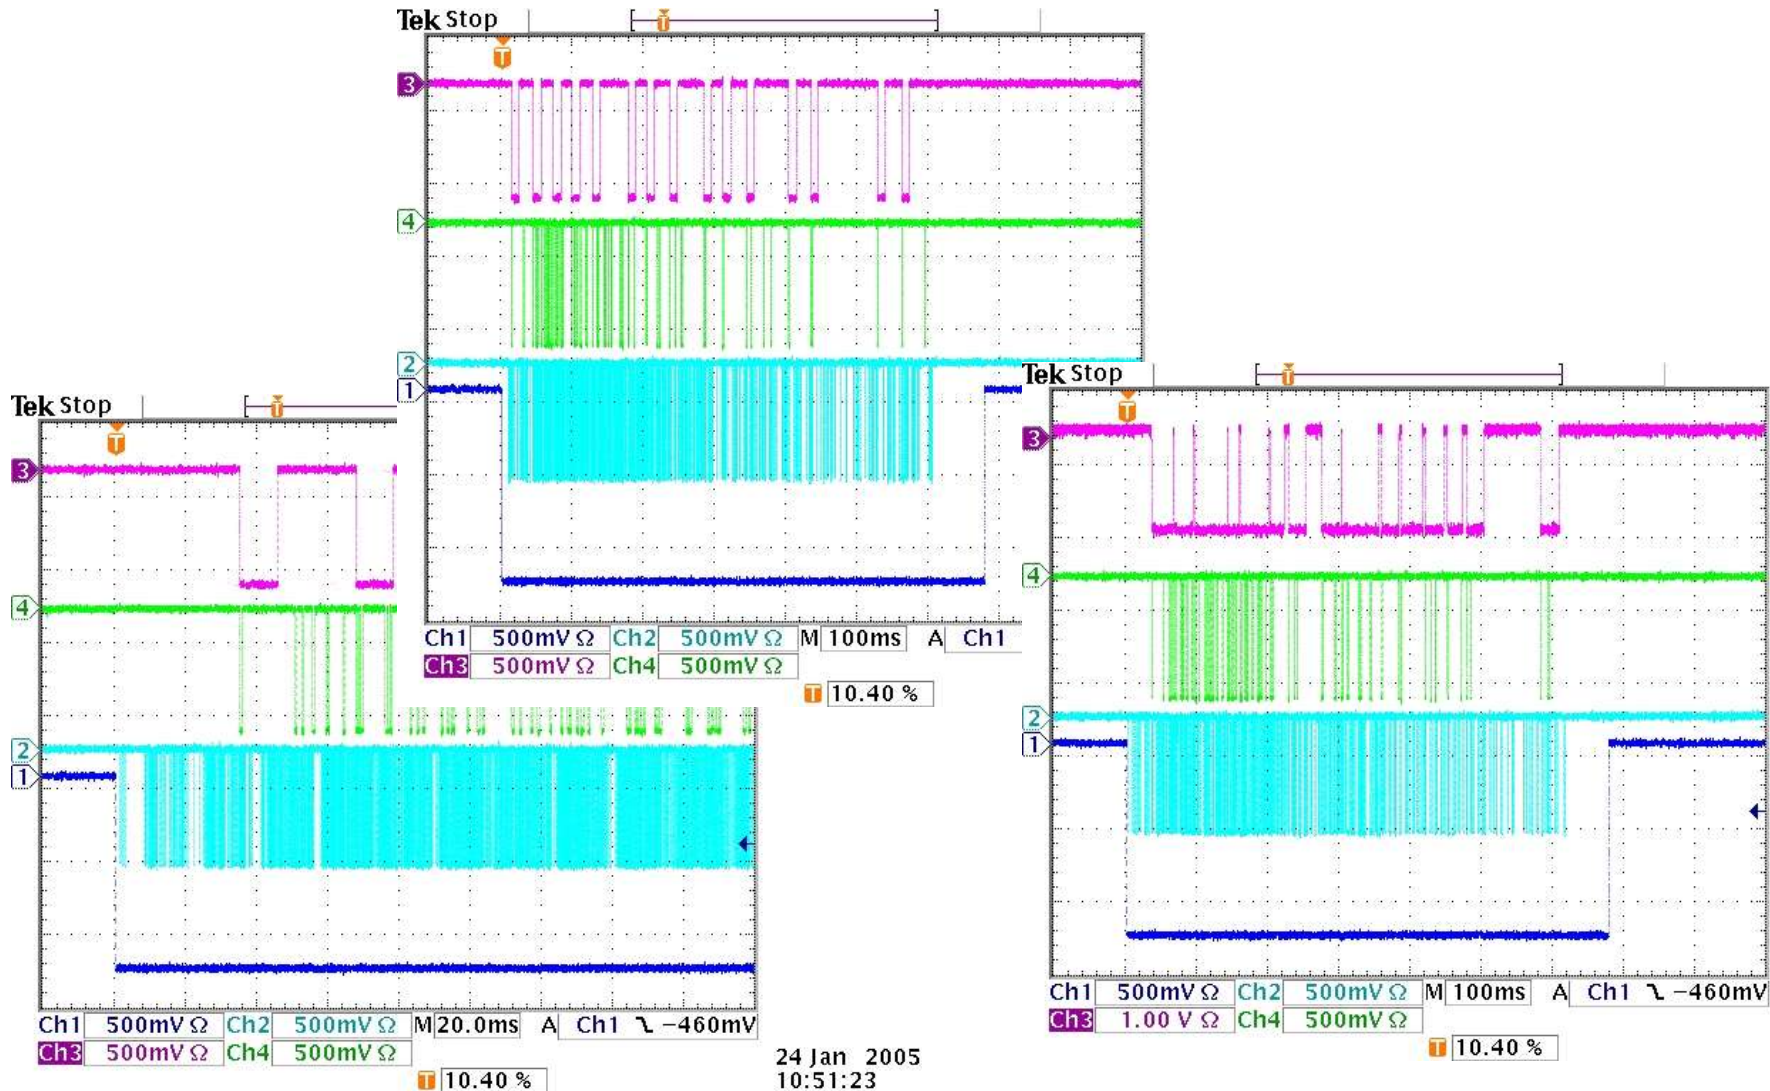 Tek Stop
T
T
3
4
2
1
Ch1 500mV Ω Ch2 500mV Ω M 100ms A Ch1
Ch3 500mV Ω Ch4 500mV Ω
T 10.40 %
Tek Stop
T
T
3
4
2
1
Ch1 500mV Ω Ch2 500mV Ω M 20.0ms A Ch1 ⍀ −460mV
Ch3 500mV Ω Ch4 500mV Ω
T 10.40 %
24 Jan 2005
10:51:23
Tek Stop
T
T
3
4
2
1
Ch1 500mV Ω Ch2 500mV Ω M 100ms A Ch1 −460mV
Ch3 1.00 V Ω Ch4 500mV Ω
T 10.40 %